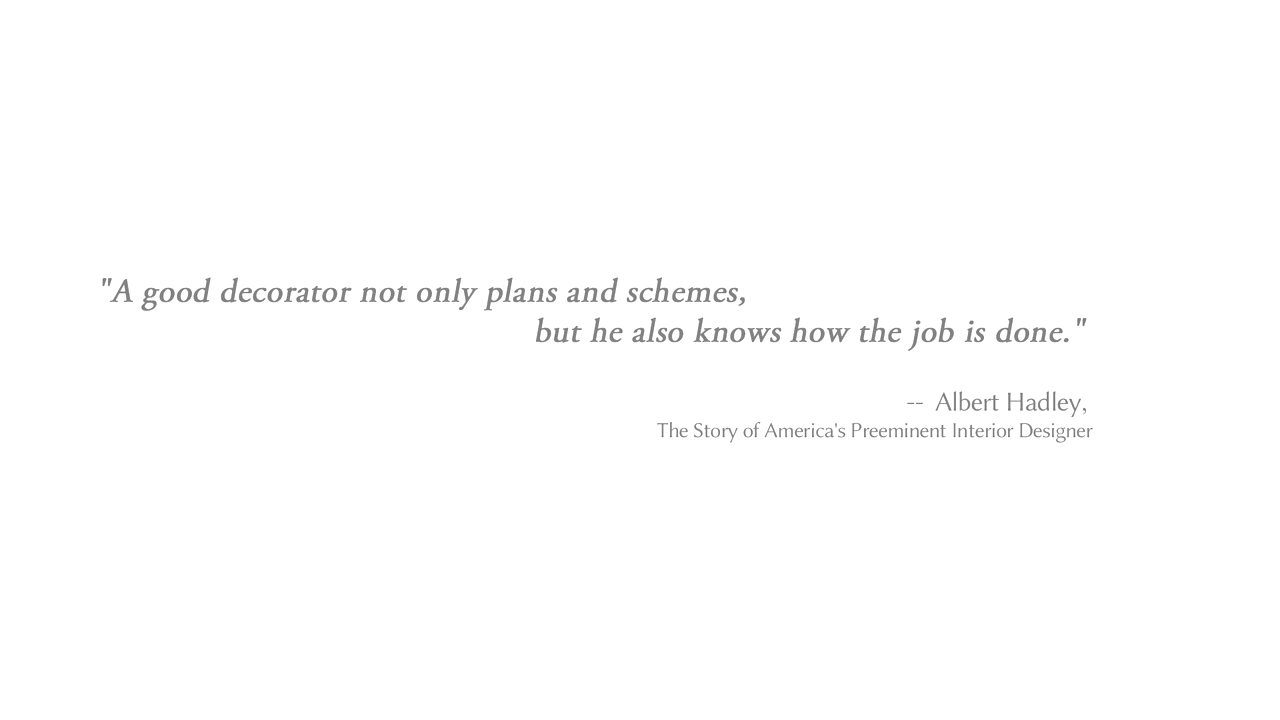 "A good decorator not only plans and schemes,
but he also knows how the job is done."
-- Albert Hadley,
The Story of America's Preeminent Interior Designer